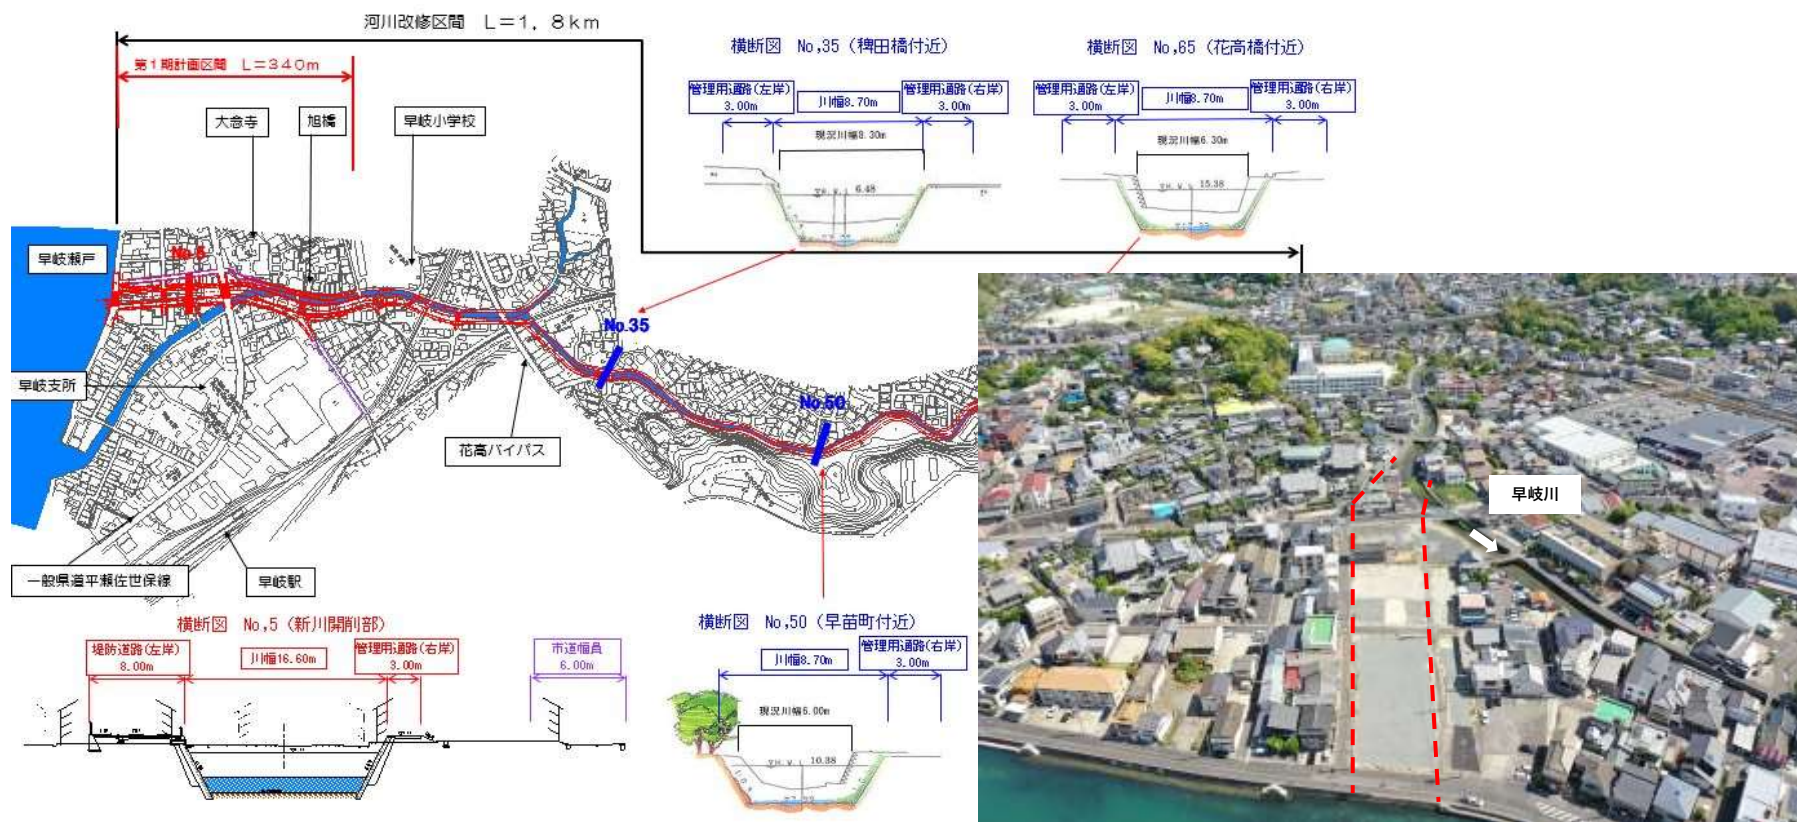 河川改修区間　L=1，8km
第1期計画区間　L=340m
大念寺
旭橋
早岐小学校
早岐瀬戸
No.5
早岐支所
一般県道平瀬佐世保線
早岐駅
花高バイパス
No.35
No.50
横断図　No,35（稗田橋付近）
管理用通路(左岸)
3.00m
川幅8.70m
管理用通路(右岸)
3.00m
現況川幅8.30m
6.48
横断図　No,65（花高橋付近）
管理用通路(左岸)
3.00m
川幅8.70m
管理用通路(右岸)
3.00m
現況川幅6.30m
15.38
早岐川
横断図　No,5（新川開削部）
堤防道路(左岸)
8.00m
川幅16.60m
管理用通路(右岸)
3.00m
市道幅員
6.00m
横断図　No,50（早苗町付近）
川幅8.70m
管理用通路(右岸)
3.00m
現況川幅6.00m
10.38